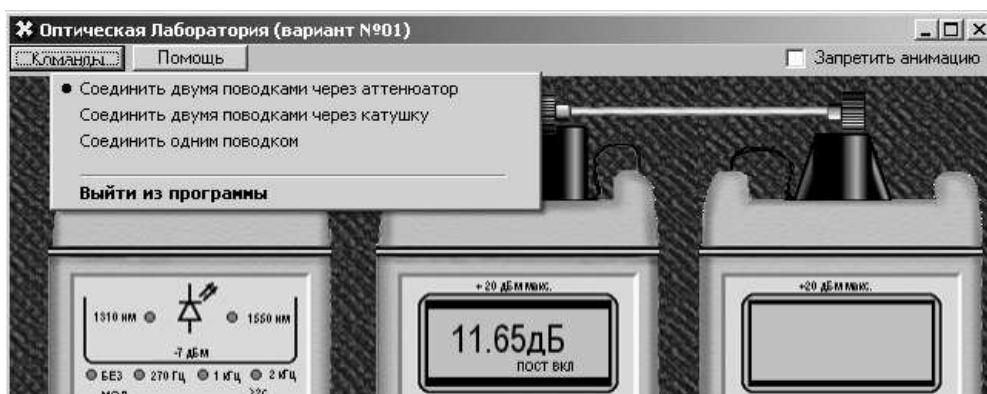 Оптическая Лаборатория (вариант №01)
Команды Помощь Запретить анимацию
Соединить двумя поводками через аттенюатор
Соединить двумя поводками через катушку
Соединить одним поводком
Выйти из программы
+ 20 дБм макс.
+20 дБм макс.
1310 нм 1550 нм
-7 дБм
11.65дБ
пост вкл
БЕЗ 270 Гц 1 кГц 2 кГц
МОД